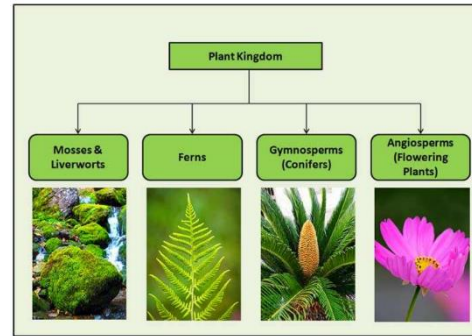 Plant Kingdom
Mosses &
Liverworts
Ferns
Gymnosperms
(Conifers)
Angiosperms
(Flowering
Plants)